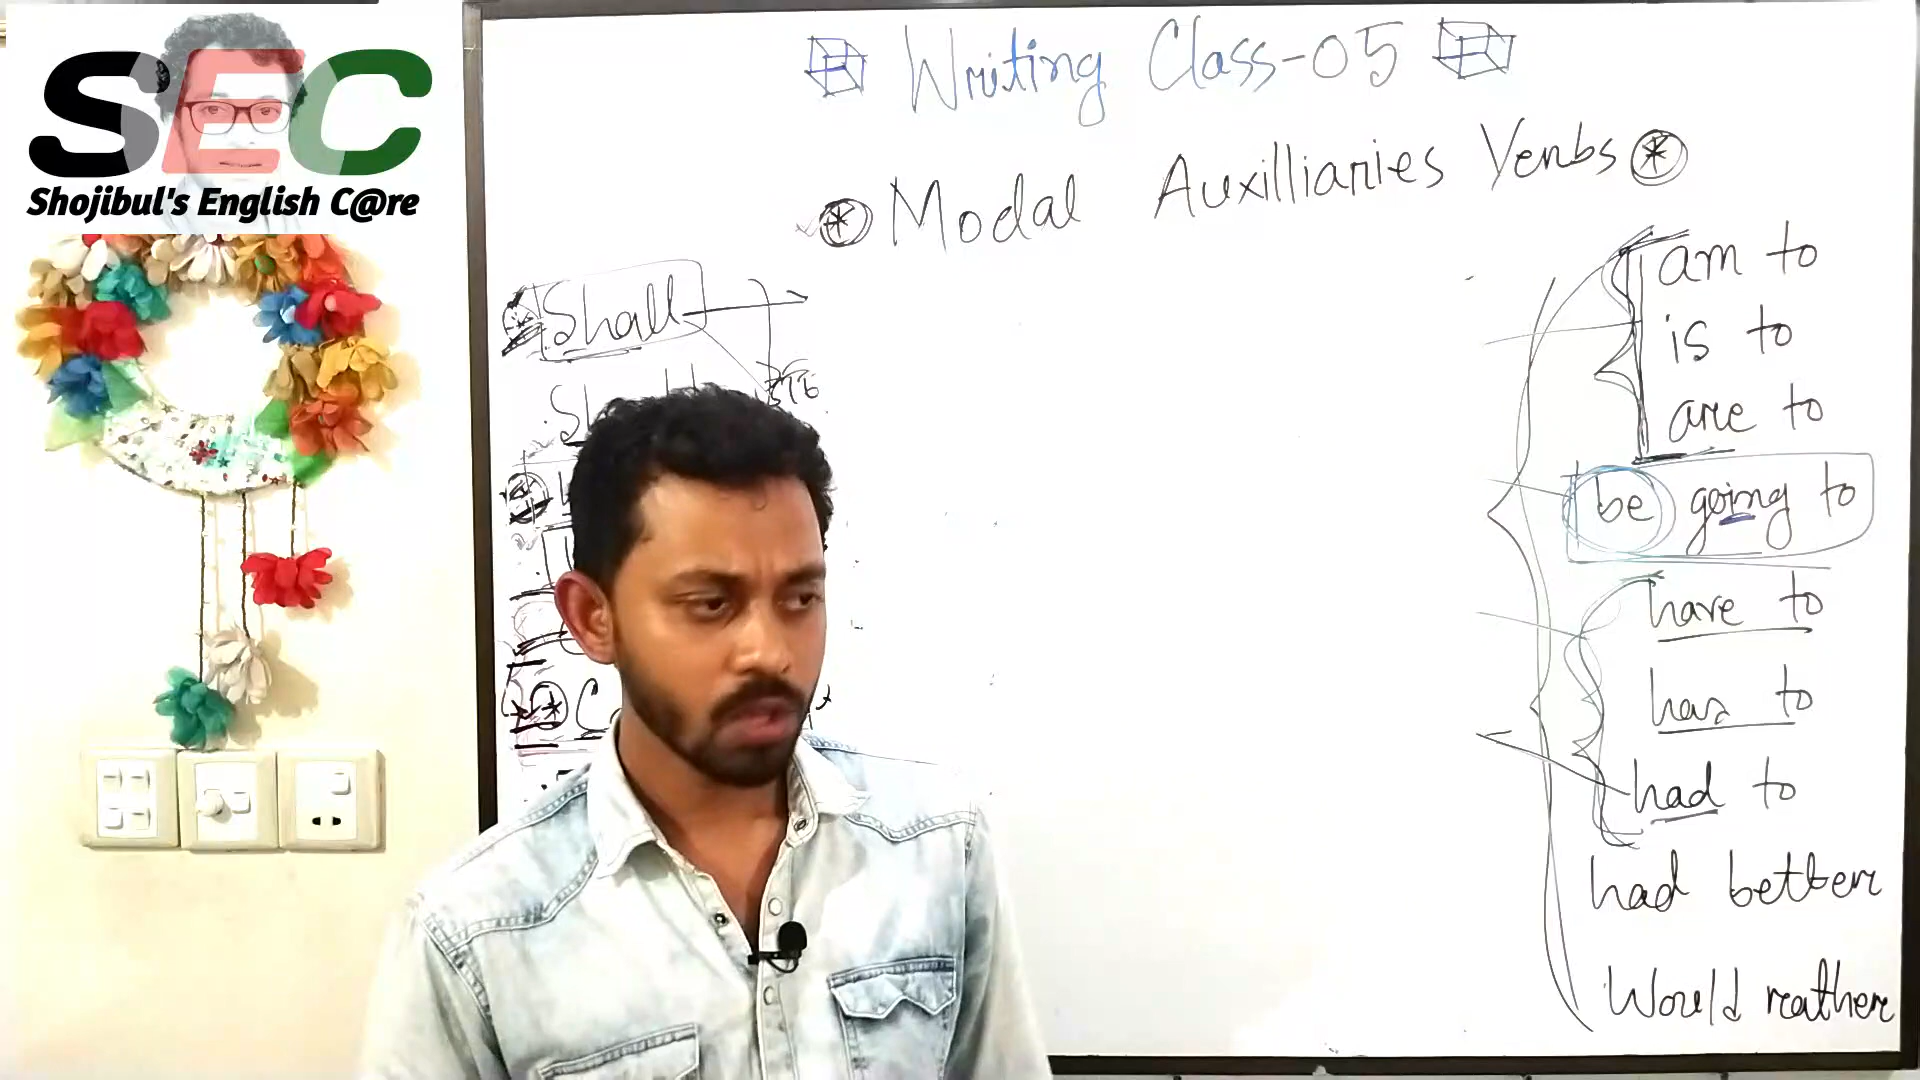 SEC
Shojibul's English C@re
Writing Class-05
Modal Auxilliaries Verbs
Shall
am to
is to
are to
be going to
have to
has to
had to
had better
Would reather